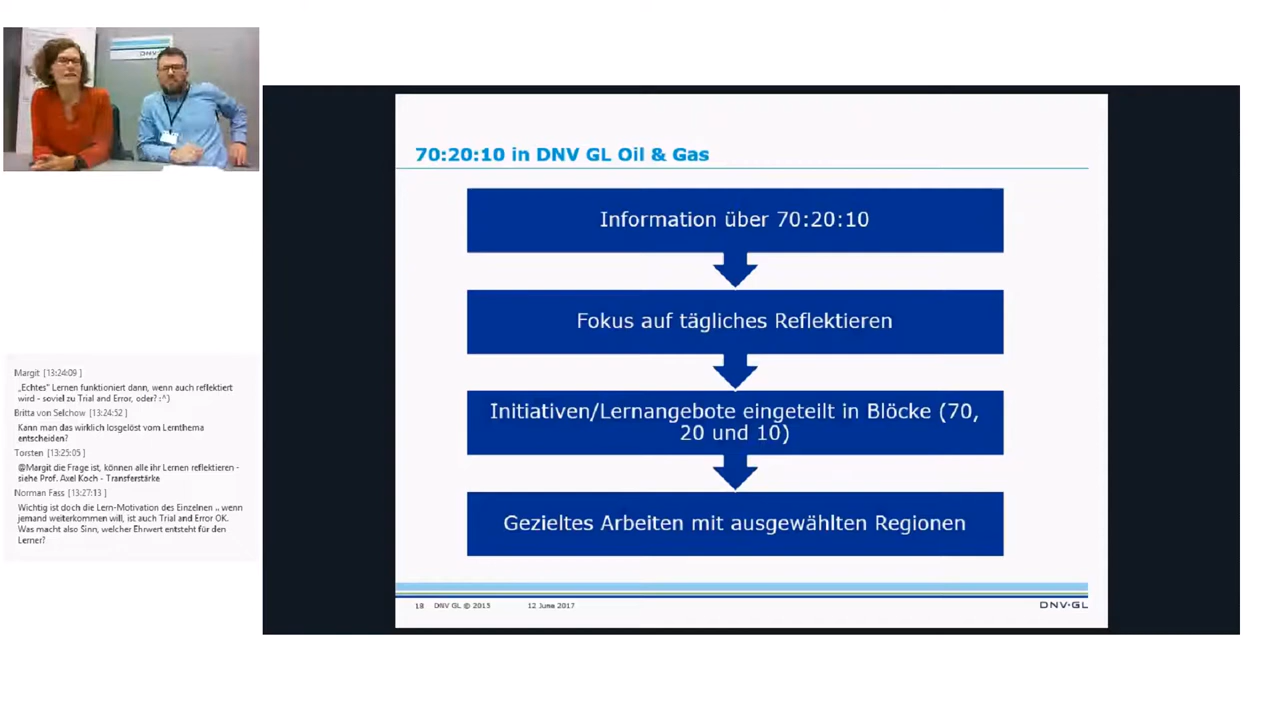 DNV·GL
70:20:10 in DNV GL Oil & Gas
Information über 70:20:10
Fokus auf tägliches Reflektieren
Initiativen/Lernangebote eingeteilt in Blöcke (70,
20 und 10)
Gezieltes Arbeiten mit ausgewählten Regionen
18 DNV GL © 2015 12 June 2017
DNV·GL
Margit [13:24:09 ]
„Echtes" Lernen funktioniert dann, wenn auch reflektiert
wird - soviel zu Trial and Error, oder? :^)
Britta von Selchow [13:24:52 ]
Kann man das wirklich losgelöst vom Lernthema
entscheiden?
Torsten [13:25:05 ]
@Margit die Frage ist, können alle ihr Lernen reflektieren -
siehe Prof. Axel Koch - Transferstärke
Norman Fass [13:27:13 ]
Wichtig ist doch die Lern-Motivation des Einzelnen .. wenn
jemand weiterkommen will, ist auch Trial and Error OK.
Was macht also Sinn, welcher Ehrwert entsteht für den
Lerner?